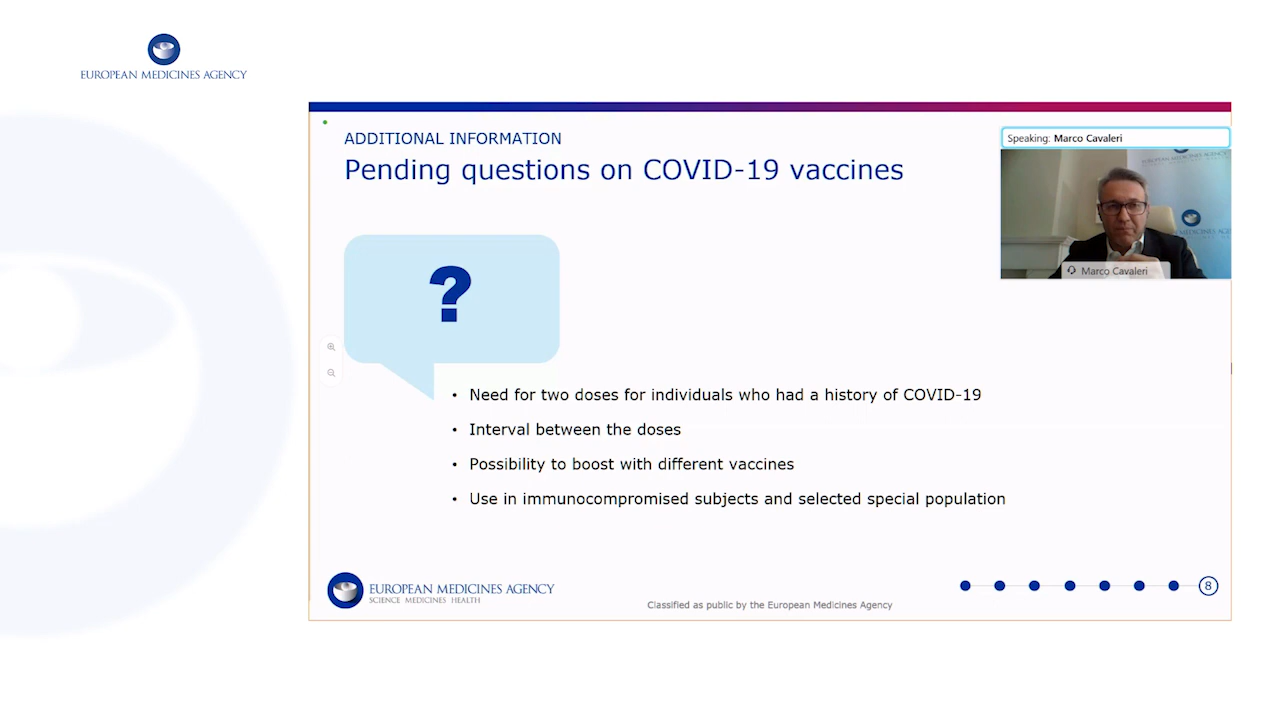 EUROPEAN MEDICINES AGENCY
ADDITIONAL INFORMATION
Pending questions on COVID-19 vaccines
Speaking: Marco Cavaleri
EUROPEAN MEDICINES AGENCY
Marco Cavaleri
?
• Need for two doses for individuals who had a history of COVID-19
• Interval between the doses
• Possibility to boost with different vaccines
• Use in immunocompromised subjects and selected special population
EUROPEAN MEDICINES AGENCY
SCIENCE MEDICINES HEALTH
Classified as public by the European Medicines Agency
8